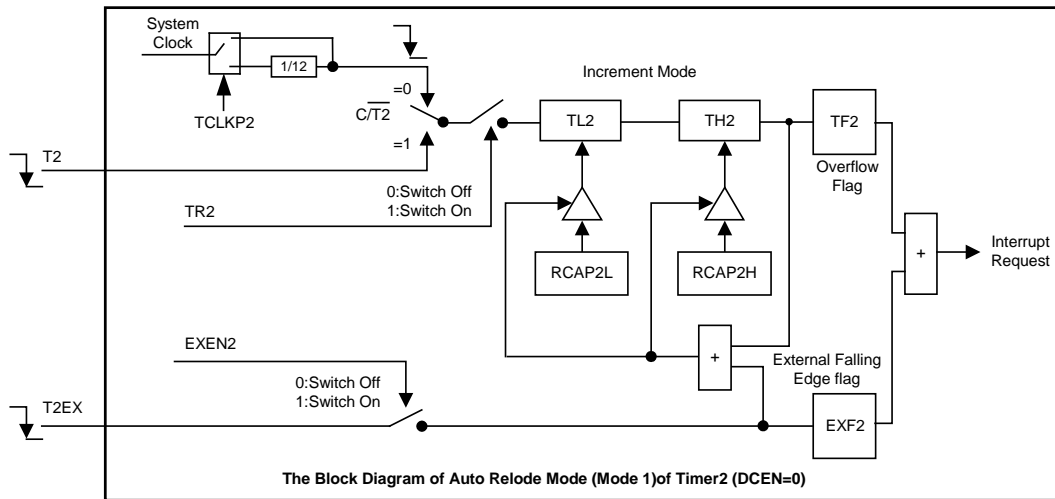 System
Clock
1/12
TCLKP2
=0
C/T2
=1
Increment Mode
TL2
TH2
TF2
Overflow
Flag
T2
0:Switch Off
1:Switch On
TR2
RCAP2L
RCAP2H
+
Interrupt
Request
EXEN2
0:Switch Off
1:Switch On
+
External Falling
Edge flag
T2EX
EXF2
The Block Diagram of Auto Relode Mode (Mode 1)of Timer2 (DCEN=0)